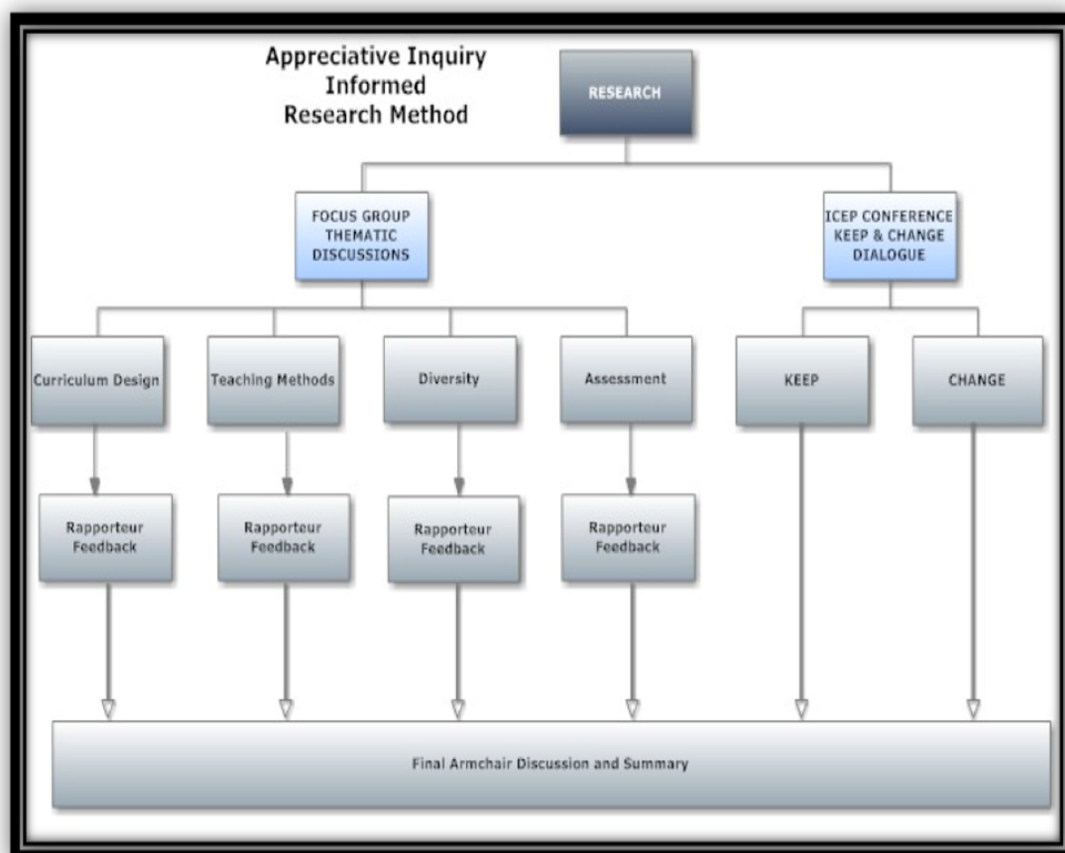 Appreciative Inquiry
Informed
Research Method
RESEARCH
FOCUS GROUP
THEMATIC
DISCUSSIONS
ICEP CONFERENCE
KEEP & CHANGE
DIALOGUE
Curriculum Design
Teaching Methods
Diversity
Assessment
KEEP
CHANGE
Rapporteur
Feedback
Rapporteur
Feedback
Rapporteur
Feedback
Rapporteur
Feedback
Final Armchair Discussion and Summary